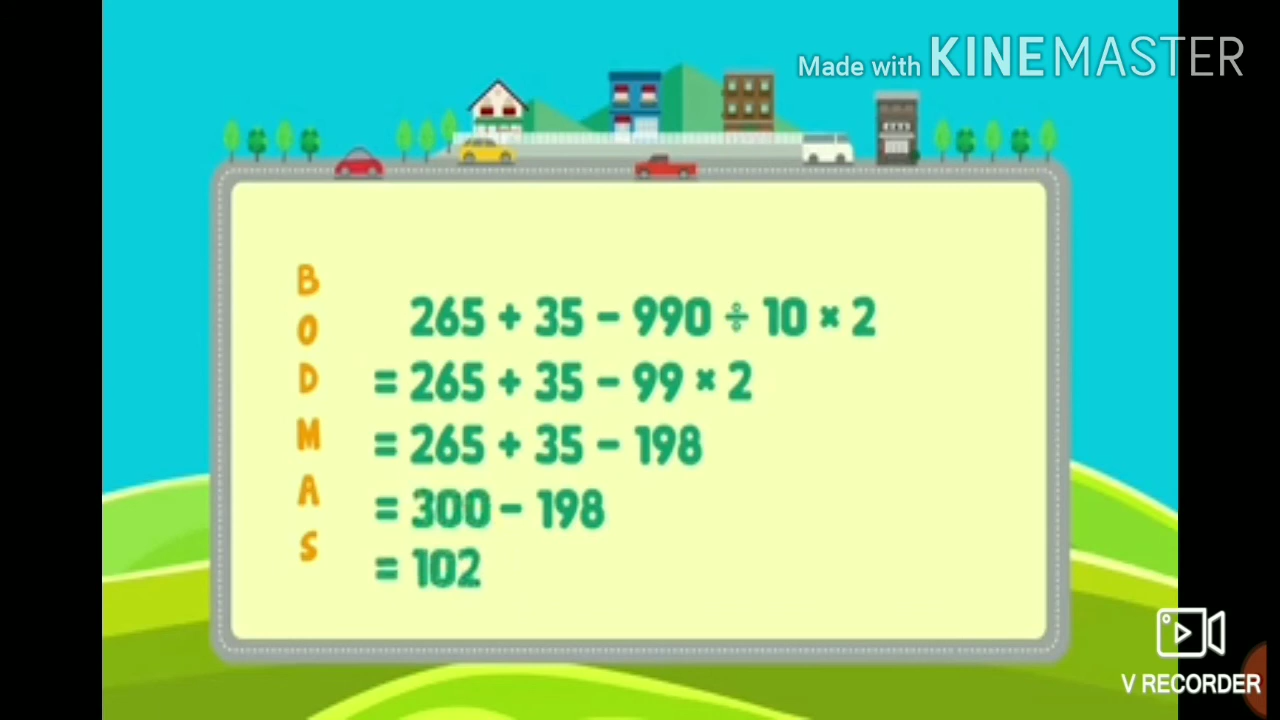 Made with KINEMASTER
B
O
D
M
A
S
265 + 35 - 990 ÷ 10 × 2
= 265 + 35 - 99 × 2
= 265 + 35 - 198
= 300 - 198
= 102
V RECORDER